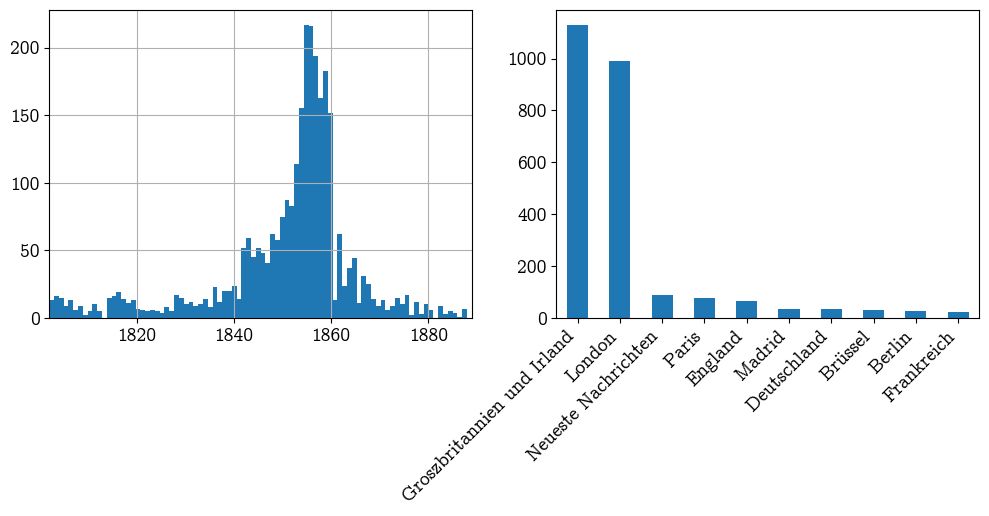 200
150
100
50
0
1820 1840 1860 1880
1000
800
600
400
200
0
Groszbritannien und Irland
London
Neueste Nachrichten
Paris
England
Madrid
Deutschland
Brüssel
Berlin
Frankreich